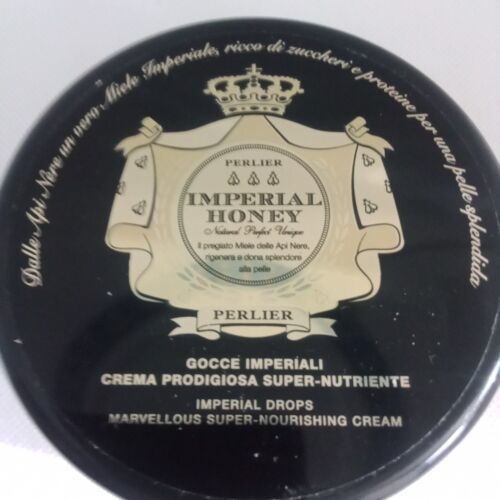 Dalle Api Nere un vero "Miele Imperiale, ricco di zuccheri e proteine per una pelle splendida
PERLIER
IMPERIAL
HONEY
Natural Perfect Unique
Il pregiato Miele delle Api Nere,
rigenera e dona splendore
alla pelle
PERLIER
GOCCE IMPERIALI
CREMA PRODIGIOSA SUPER-NUTRIENTE
IMPERIAL DROPS
MARVELLOUS SUPER-NOURISHING CREAM